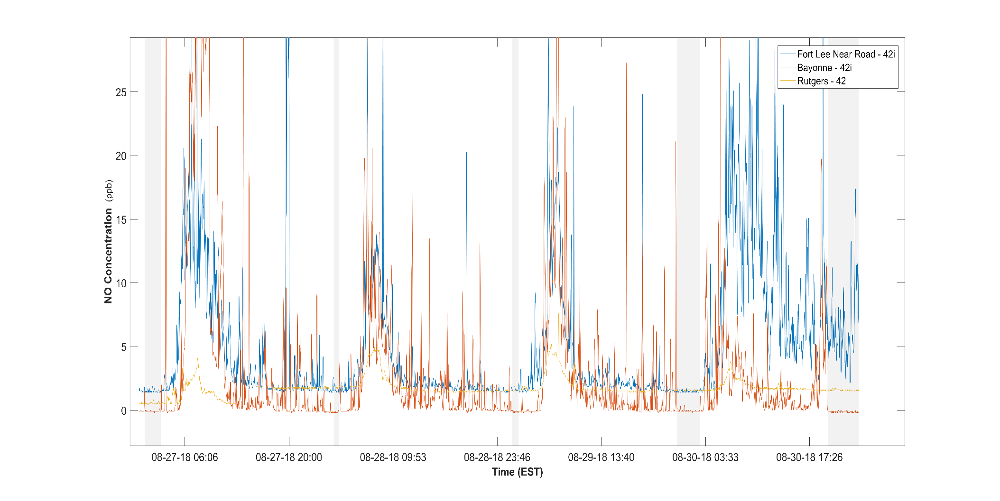 Fort Lee Near Road - 42i
Bayonne - 42i
Rutgers - 42
25
20
15
10
5
0
NO Concentration (ppb)
08-27-18 06:06
08-27-18 20:00
08-28-18 09:53
08-28-18 23:46
08-29-18 13:40
08-30-18 03:33
08-30-18 17:26
Time (EST)